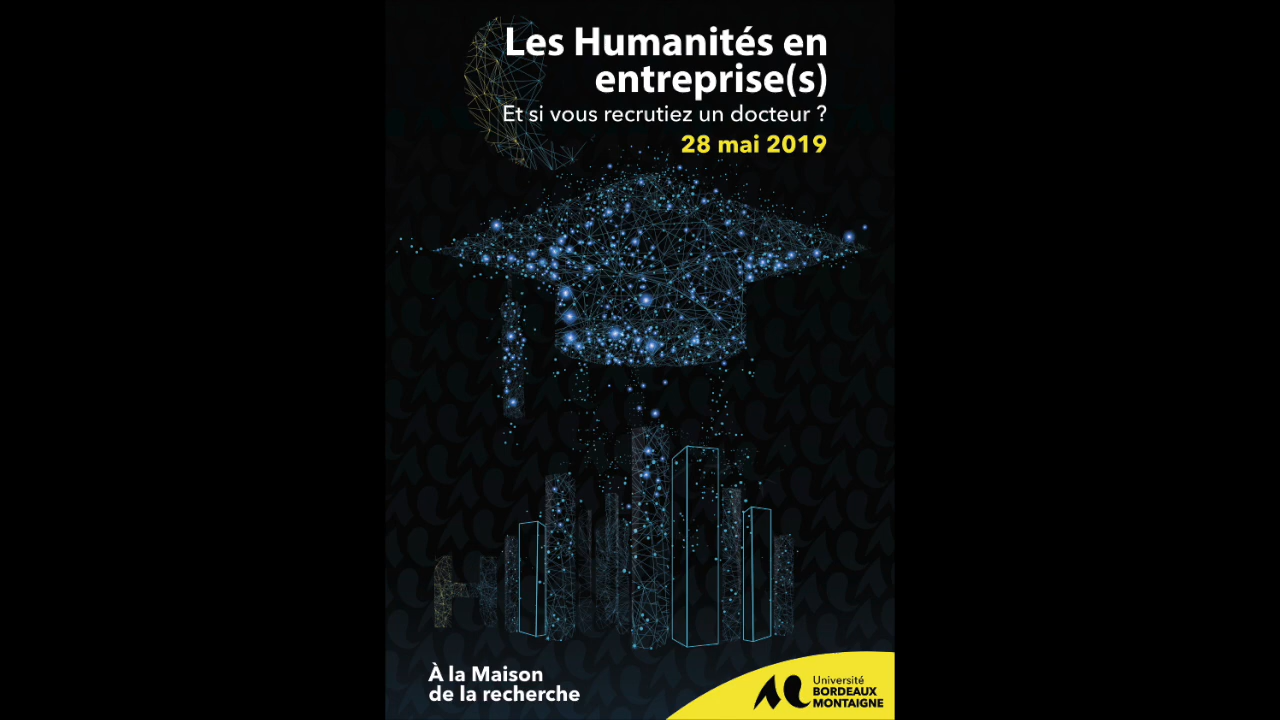 Les Humanités en
entreprise(s)
Et si vous recrutiez un docteur ?
28 mai 2019
À la Maison
de la recherche
Université
BORDEAUX
MONTAIGNE